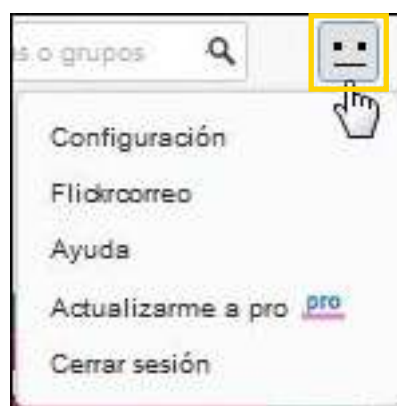 s o grupos
Configuración
Flickrcorreo
Ayuda
Actualizarme a pro pro
Cerrar sesión